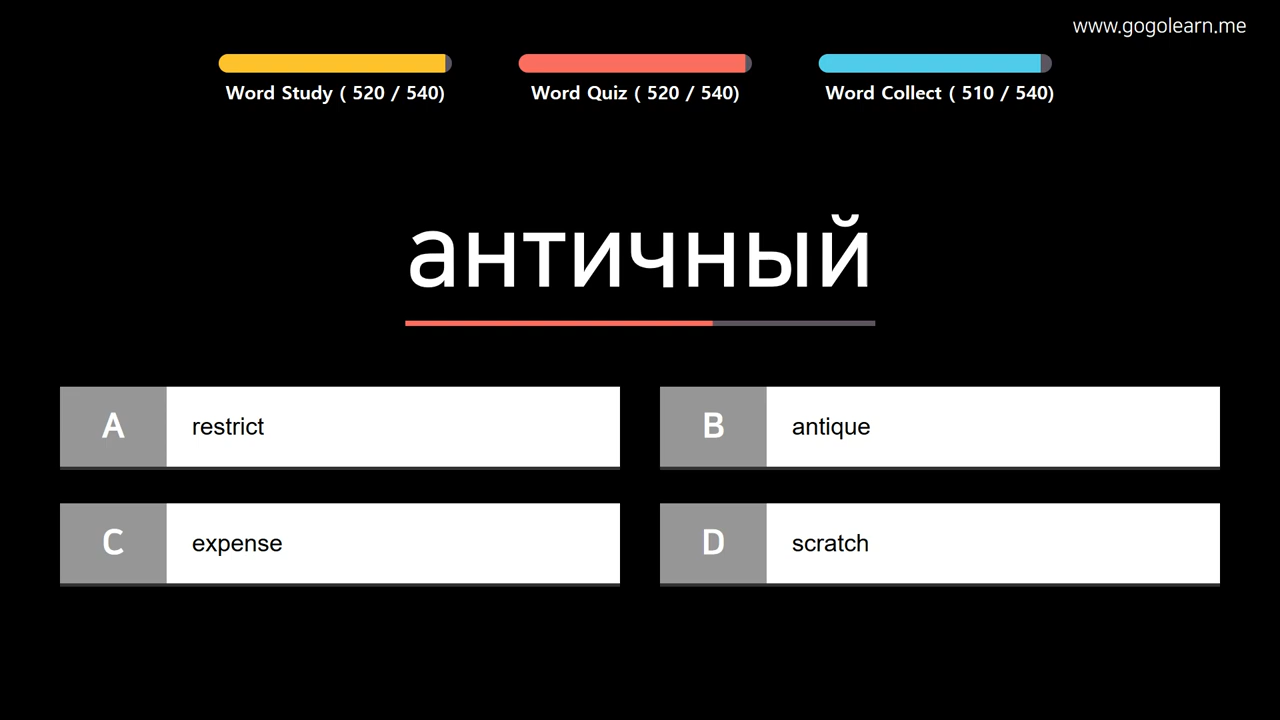 www.gogolearn.me
Word Study ( 520 / 540)
Word Quiz ( 520 / 540)
Word Collect ( 510 / 540)
античный
A restrict
B antique
C expense
D scratch